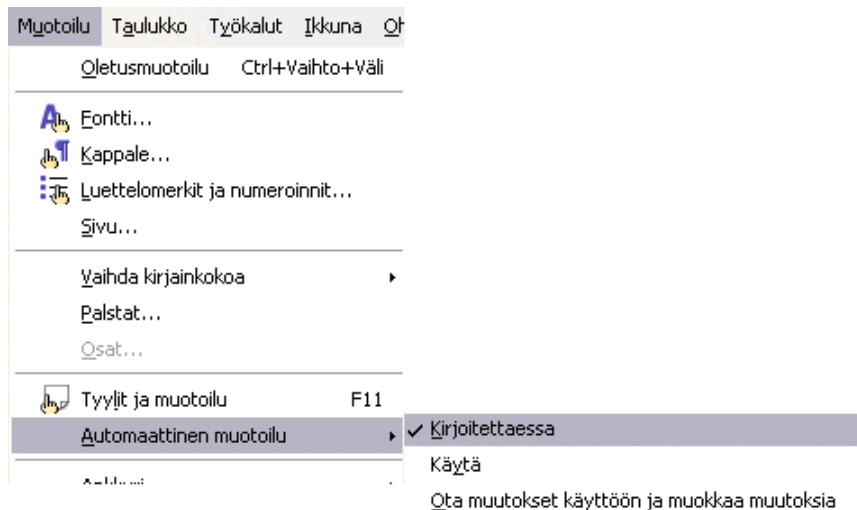 Muotoilu Taulukko Työkalut Ikkuna Oh
Oletusmuotoilu Ctrl+Vaihto+Väli
Fontti...
Kappale...
Luettelomerkit ja numeroinnit...
Sivu...
Vaihda kirjainkokoa
Palstat...
Osat...
Tyylit ja muotoilu F11
Automaattinen muotoilu
Kirjoitettaessa
Käytä
Ota muutokset käyttöön ja muokkaa muutoksia